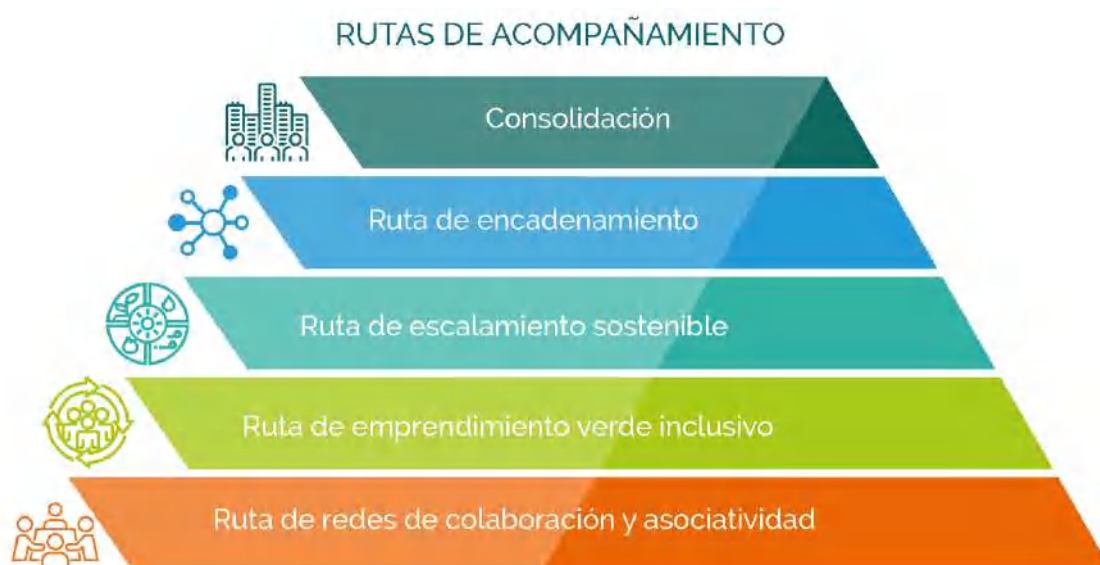 RUTAS DE ACOMPAÑAMIENTO
Consolidación
Ruta de encadenamiento
Ruta de escalamiento sostenible
Ruta de emprendimiento verde inclusivo
Ruta de redes de colaboración y asociatividad